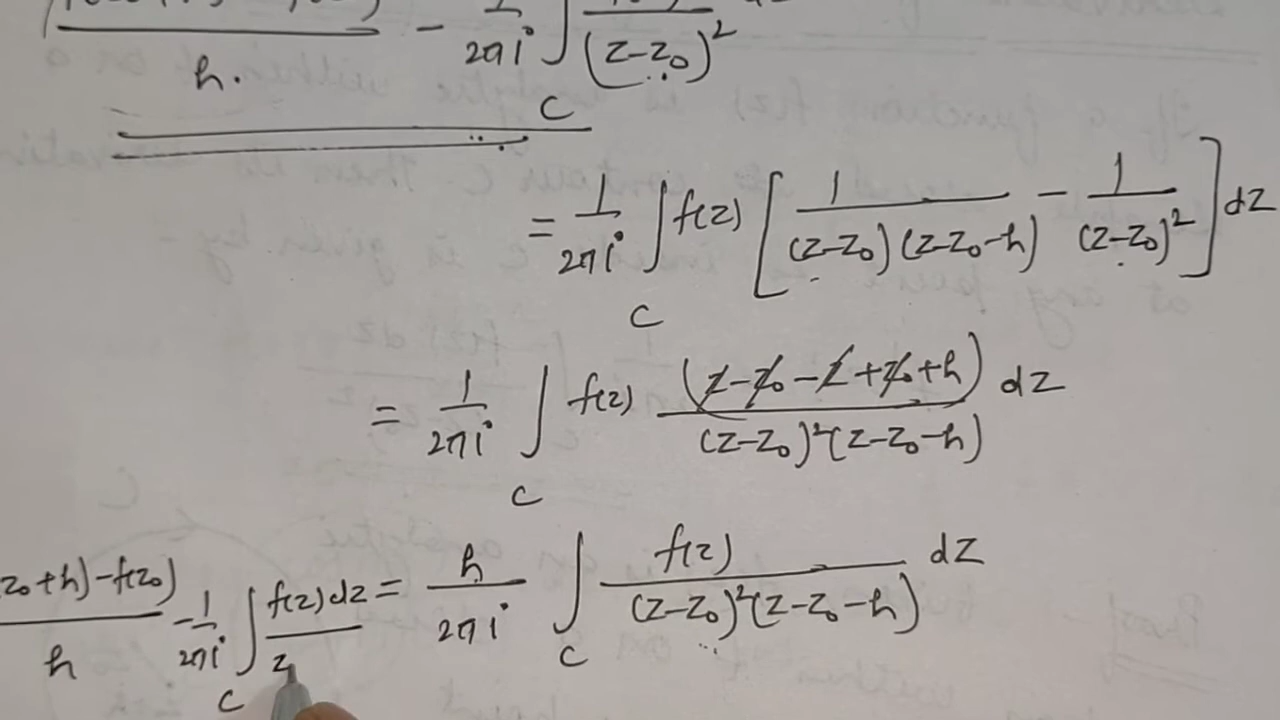 h. - 1/2πi ∫_C /(z-z₀)²
= 1/2πi ∫_C f(z) [ 1/(z-z₀)(z-z₀-h) - 1/(z-z₀)² ] dz
= 1/2πi ∫_C f(z) (z-z₀-z+z₀+h)/(z-z₀)²(z-z₀-h) dz
z₀+h)-f(z₀)/h - 1/2πi ∫_C f(z)dz/z = h/2πi ∫_C f(z)/(z-z₀)²(z-z₀-h) dz